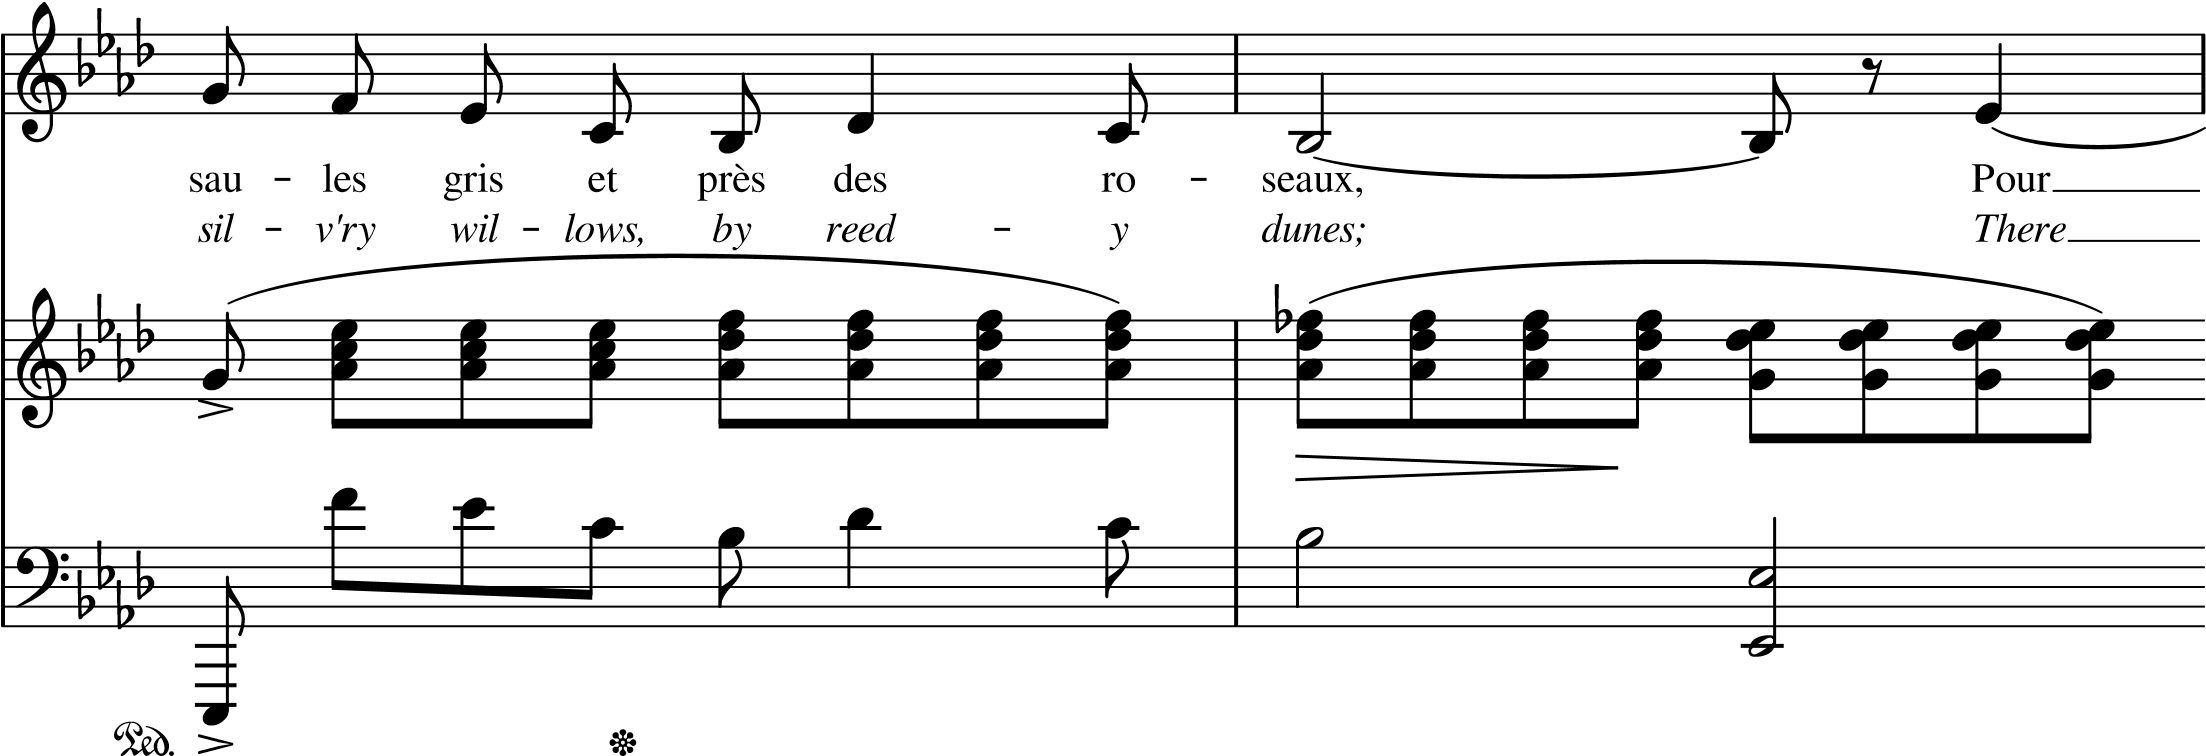 sau - les gris et près des ro - seaux, Pour
sil - v'ry wil - lows, by reed - y dunes; There
Ped.